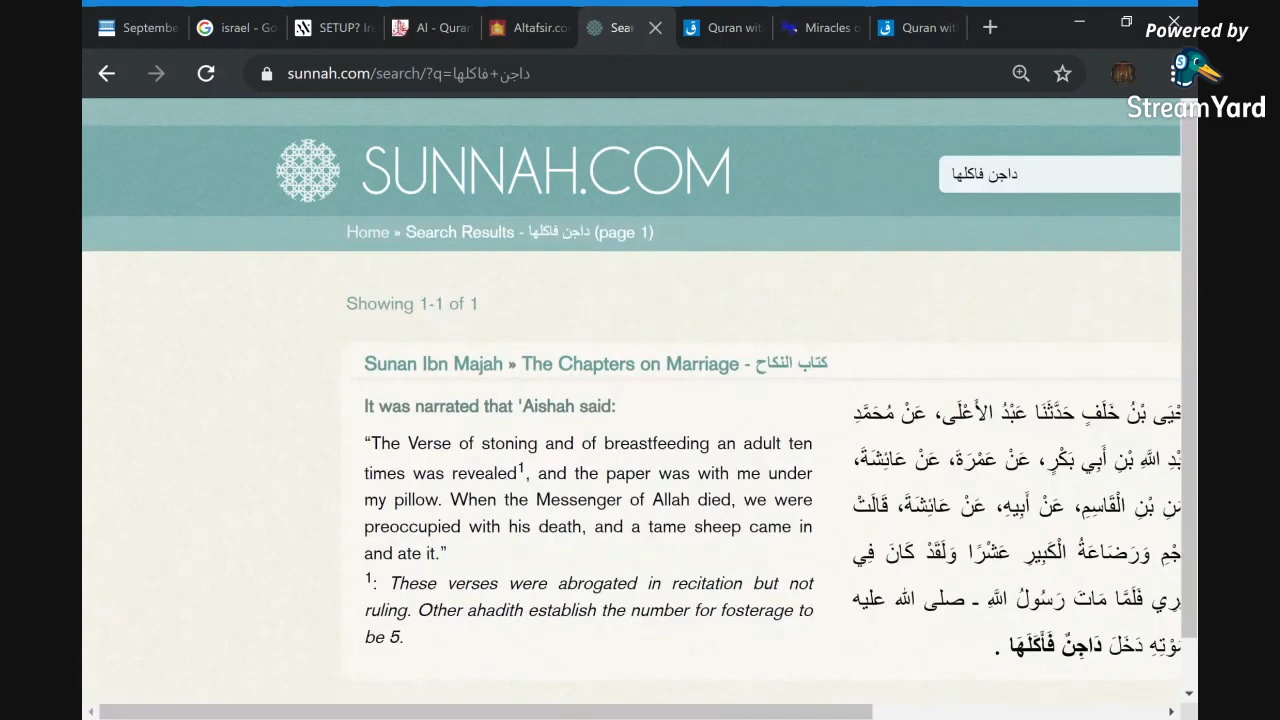 Septembe
israel - Go
SETUP? Ira
Al - Quran
Altafsir.co
Sear
Quran wit
Miracles o
Quran wit
Powered by
StreamYard
sunnah.com/search/?q=داجن+فاكلها
SUNNAH.COM
داجن فاكلها
Home » Search Results - داجن فاكلها (page 1)
Showing 1-1 of 1
Sunan Ibn Majah » The Chapters on Marriage - كتاب النكاح
It was narrated that 'Aishah said:
“The Verse of stoning and of breastfeeding an adult ten
times was revealed1, and the paper was with me under
my pillow. When the Messenger of Allah died, we were
preoccupied with his death, and a tame sheep came in
and ate it.”
1: These verses were abrogated in recitation but not
ruling. Other ahadith establish the number for fosterage to
be 5.
بْنُ خَلَفٍ حَدَّثَنَا عَبْدُ الأَعْلَى، عَنْ مُحَمَّدِ
اللَّهِ بْنِ أَبِي بَكْرٍ، عَنْ عَمْرَةَ، عَنْ عَائِشَةَ،
بْنِ الْقَاسِمِ، عَنْ أَبِيهِ، عَنْ عَائِشَةَ، قَالَتْ
وَرَضَاعَةُ الْكَبِيرِ عَشْرًا وَلَقَدْ كَانَ فِي
فَلَمَّا مَاتَ رَسُولُ اللَّهِ ـ صلى الله عليه
دَخَلَ دَاجِنٌ فَأَكَلَهَا .